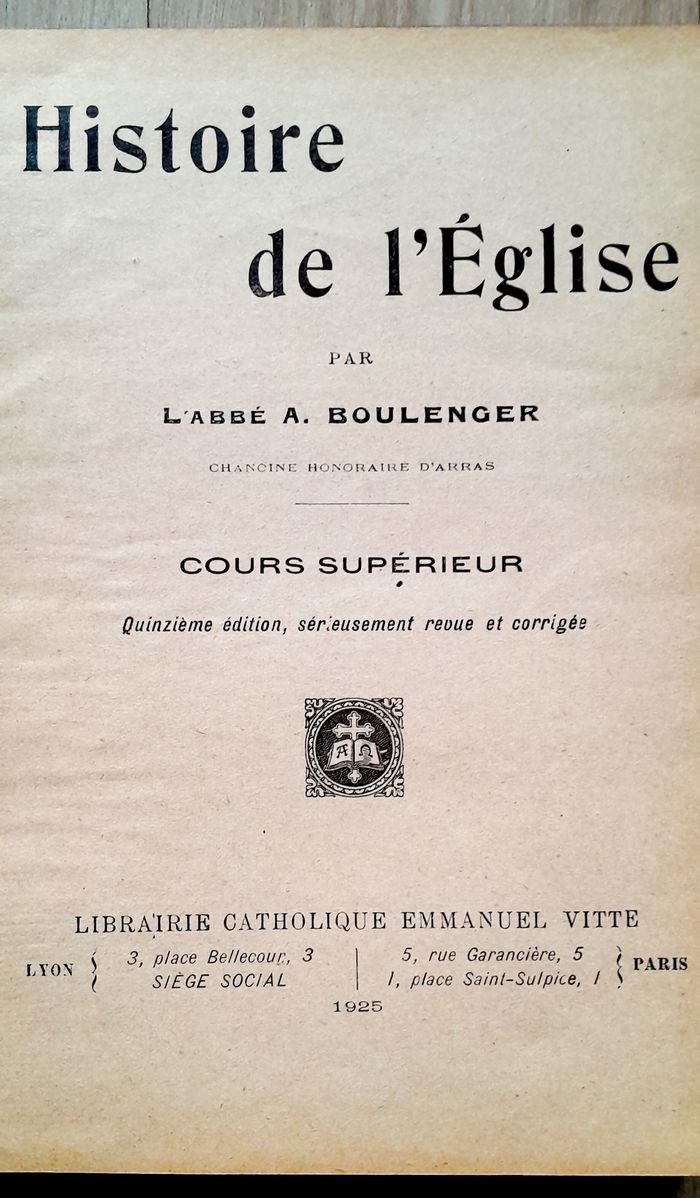 Histoire
de l'Église
PAR
L'ABBÉ A. BOULENGER
CHANOINE HONORAIRE D'ARRAS
COURS SUPÉRIEUR
Quinzième édition, sérieusement revue et corrigée
A Ω
LIBRAIRIE CATHOLIQUE EMMANUEL VITTE
LYON { 3, place Bellecour, 3 | 5, rue Garancière, 5 } PARIS
SIÈGE SOCIAL | 1, place Saint-Sulpice, 1
1925